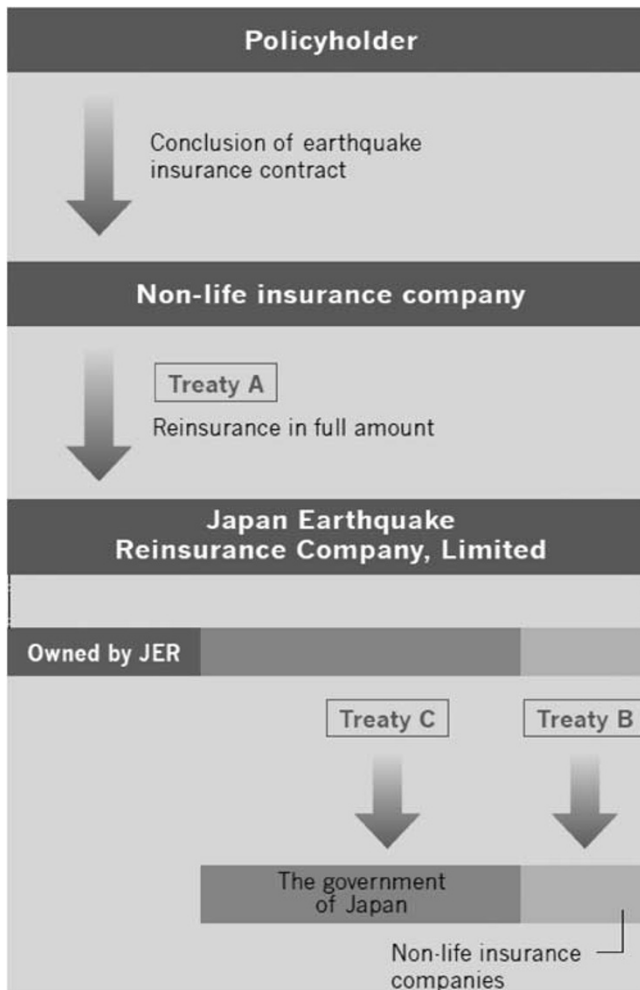 Policyholder
Conclusion of earthquake
insurance contract
Non-life insurance company
Treaty A
Reinsurance in full amount
Japan Earthquake
Reinsurance Company, Limited
Owned by JER
Treaty C
Treaty B
The government
of Japan
Non-life insurance
companies